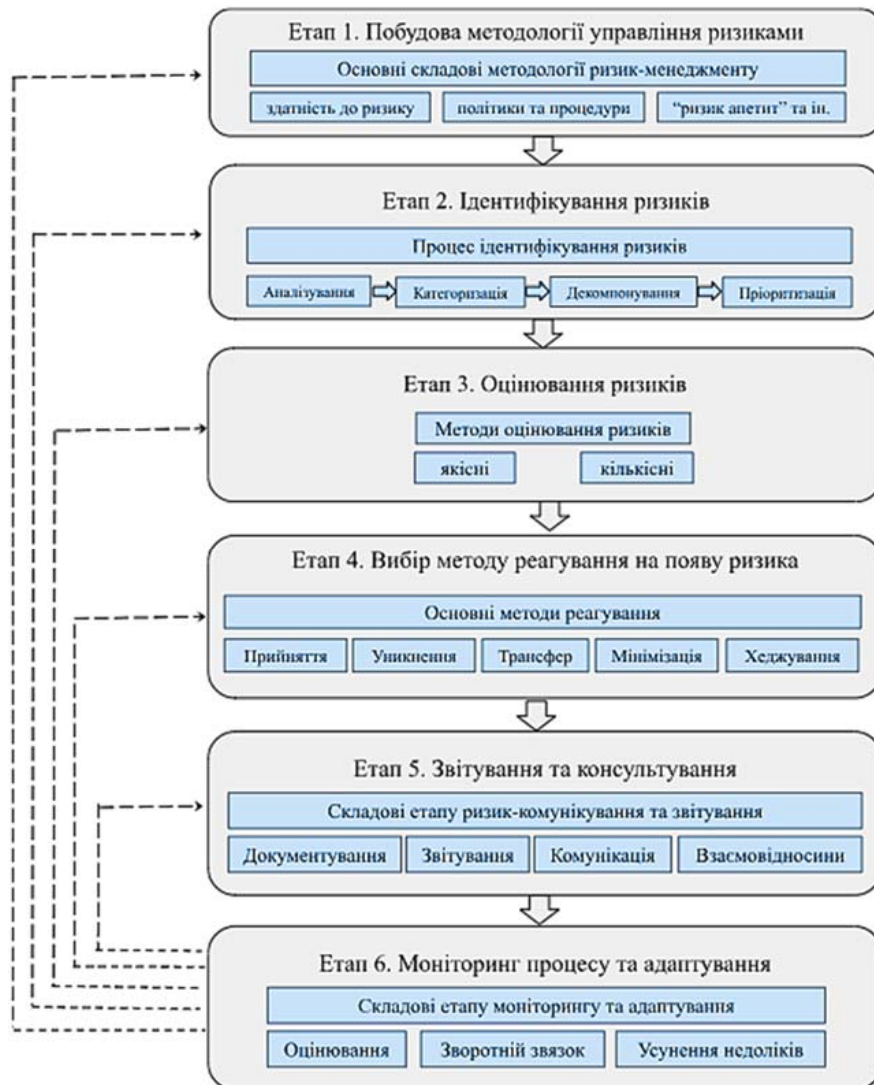 Етап 1. Побудова методології управління ризиками
Основні складові методології ризик-менеджменту
здатність до ризику
політики та процедури
“ризик апетит” та ін.
Етап 2. Ідентифікування ризиків
Процес ідентифікування ризиків
Аналізування
Категоризація
Декомпонування
Пріоритизація
Етап 3. Оцінювання ризиків
Методи оцінювання ризиків
якісні
кількісні
Етап 4. Вибір методу реагування на появу ризика
Основні методи реагування
Прийняття
Уникнення
Трансфер
Мінімізація
Хеджування
Етап 5. Звітування та консультування
Складові етапу ризик-комунікування та звітування
Документування
Звітування
Комунікація
Взаємовідносини
Етап 6. Моніторинг процесу та адаптування
Складові етапу моніторингу та адаптування
Оцінювання
Зворотній звязок
Усунення недоліків